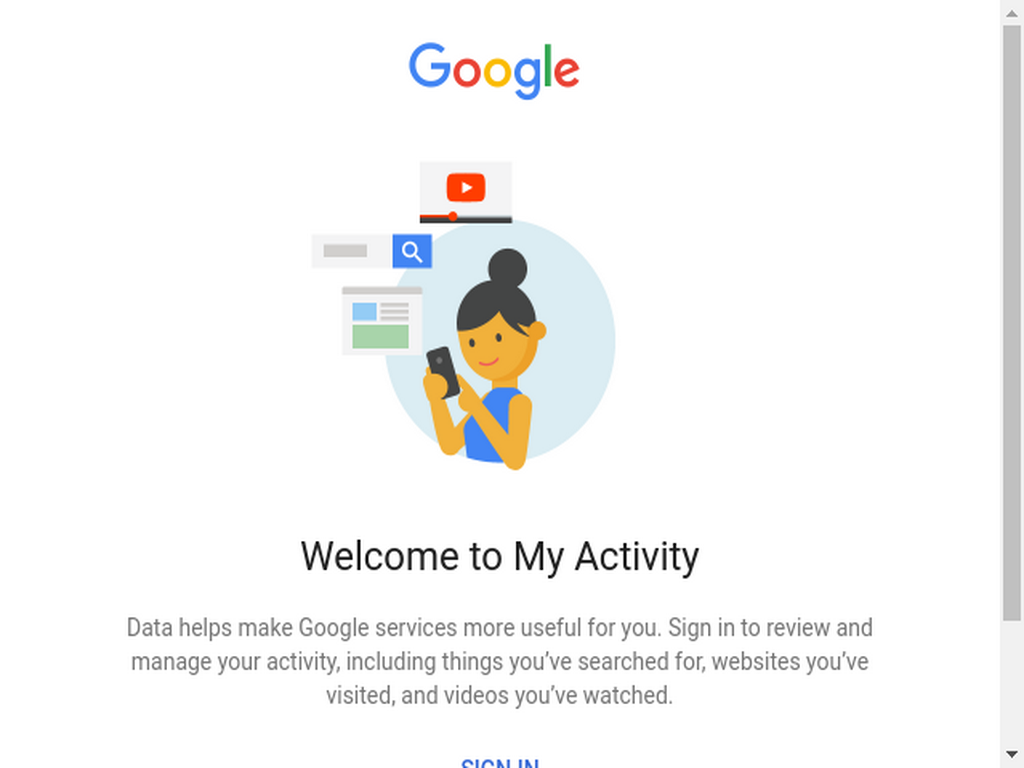 Google
Welcome to My Activity
Data helps make Google services more useful for you. Sign in to review and
manage your activity, including things you’ve searched for, websites you’ve
visited, and videos you’ve watched.
SIGN IN